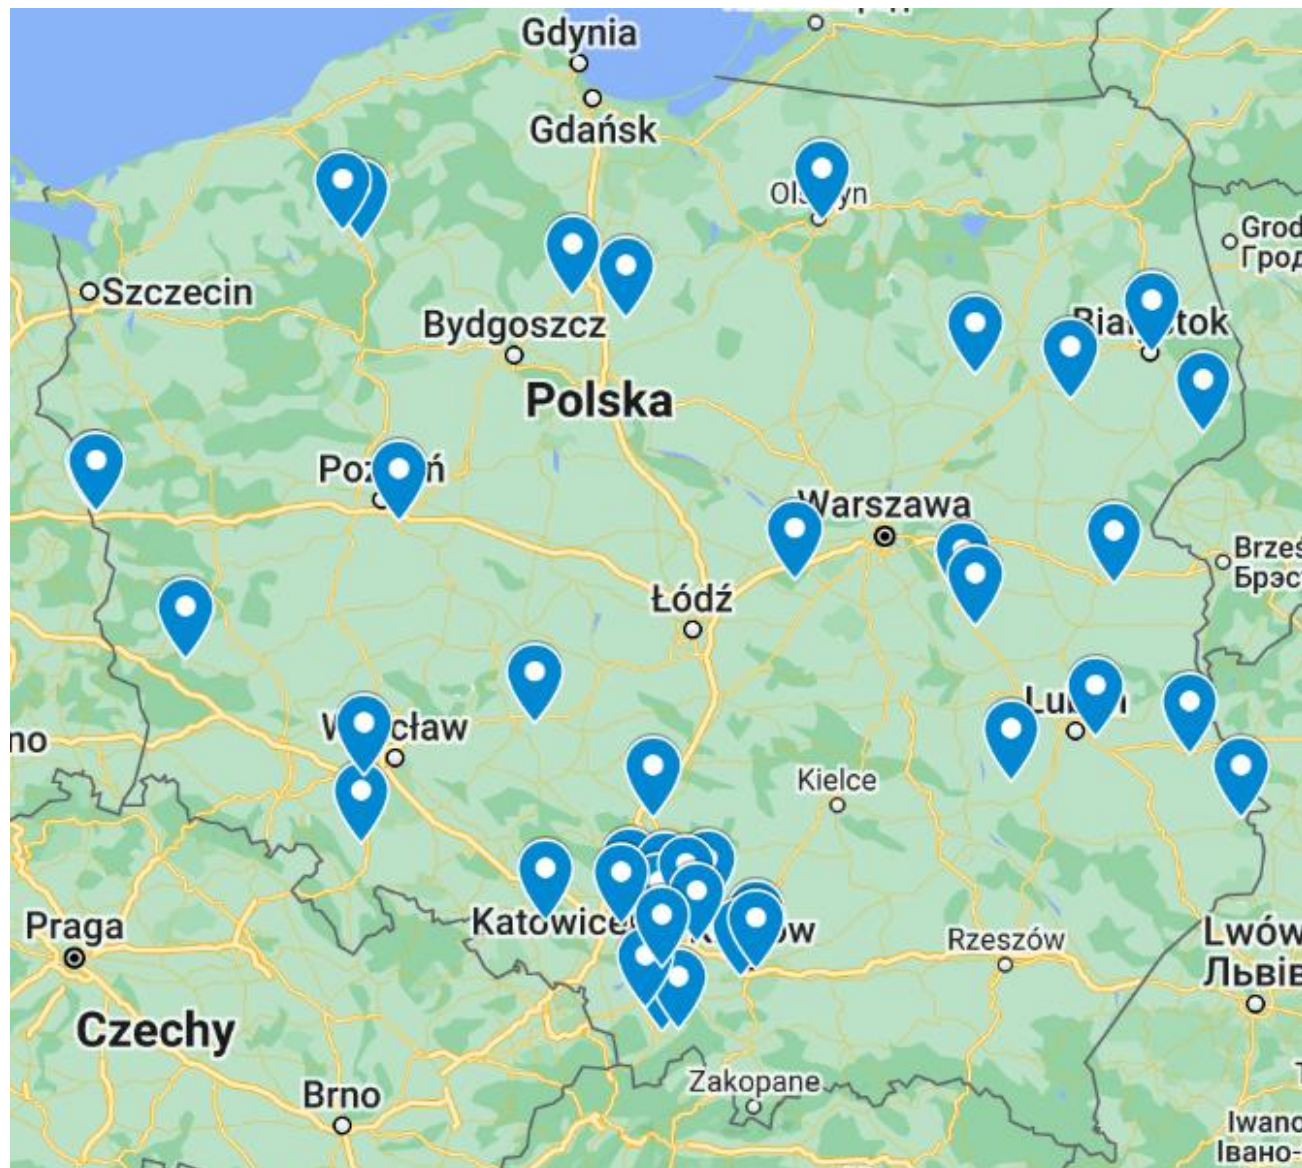 Gdynia
Gdańsk
Szczecin
Bydgoszcz
Polska
Grod
Грод
Warszawa
Łódź
Brześ
Брэс
no
Kielce
Katowice
Praga
Rzeszów
Lwów
Львів
Czechy
Zakopane
Brno
Iwano
Івано-